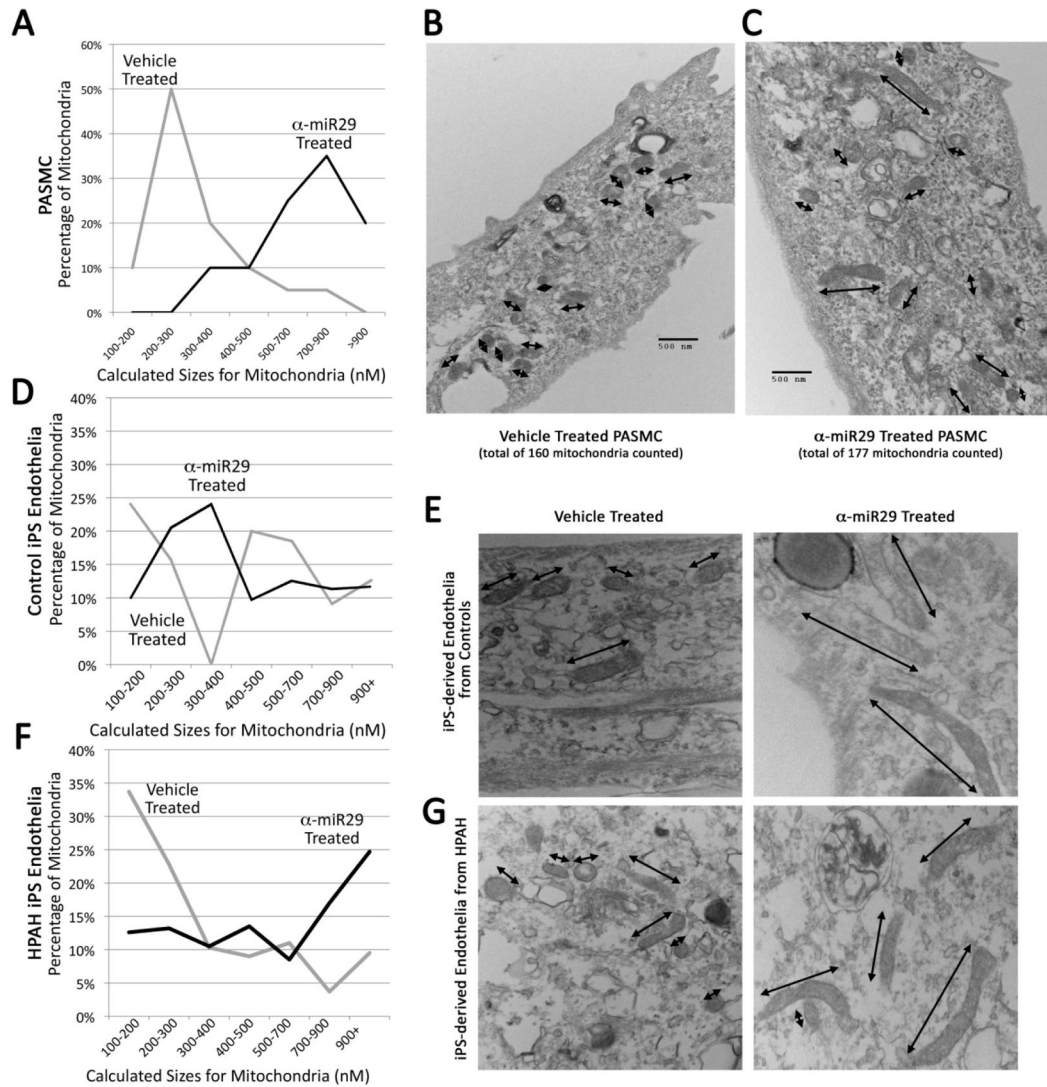 A
PASMC
Percentage of Mitochondria
60%
50%
40%
30%
20%
10%
0%
Vehicle
Treated
α-miR29
Treated
100-200
200-300
300-400
400-500
500-700
700-900
>900
Calculated Sizes for Mitochondria (nM)
B
500 nm
Vehicle Treated PASMC
(total of 160 mitochondria counted)
C
500 nm
α-miR29 Treated PASMC
(total of 177 mitochondria counted)
D
Control iPS Endothelia
Percentage of Mitochondria
40%
35%
30%
25%
20%
15%
10%
5%
0%
α-miR29
Treated
Vehicle
Treated
100-200
200-300
300-400
400-500
500-700
700-900
900+
Calculated Sizes for Mitochondria (nM)
E
Vehicle Treated
α-miR29 Treated
iPS-derived Endothelia
from Controls
F
HPAH iPS Endothelia
Percentage of Mitochondria
40%
35%
30%
25%
20%
15%
10%
5%
0%
Vehicle
Treated
α-miR29
Treated
100-200
200-300
300-400
400-500
500-700
700-900
900+
Calculated Sizes for Mitochondria (nM)
G
iPS-derived Endothelia from HPAH